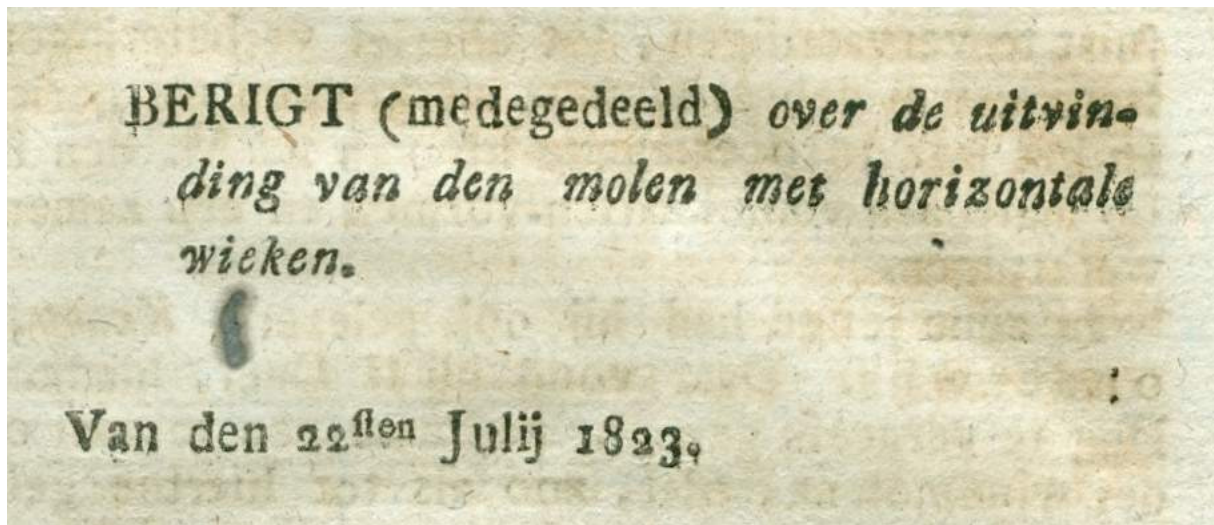 BERIGT (medegedeeld) over de uitvin-
ding van den molen met horizontale
wieken.
Van den 22sten Julij 1823.